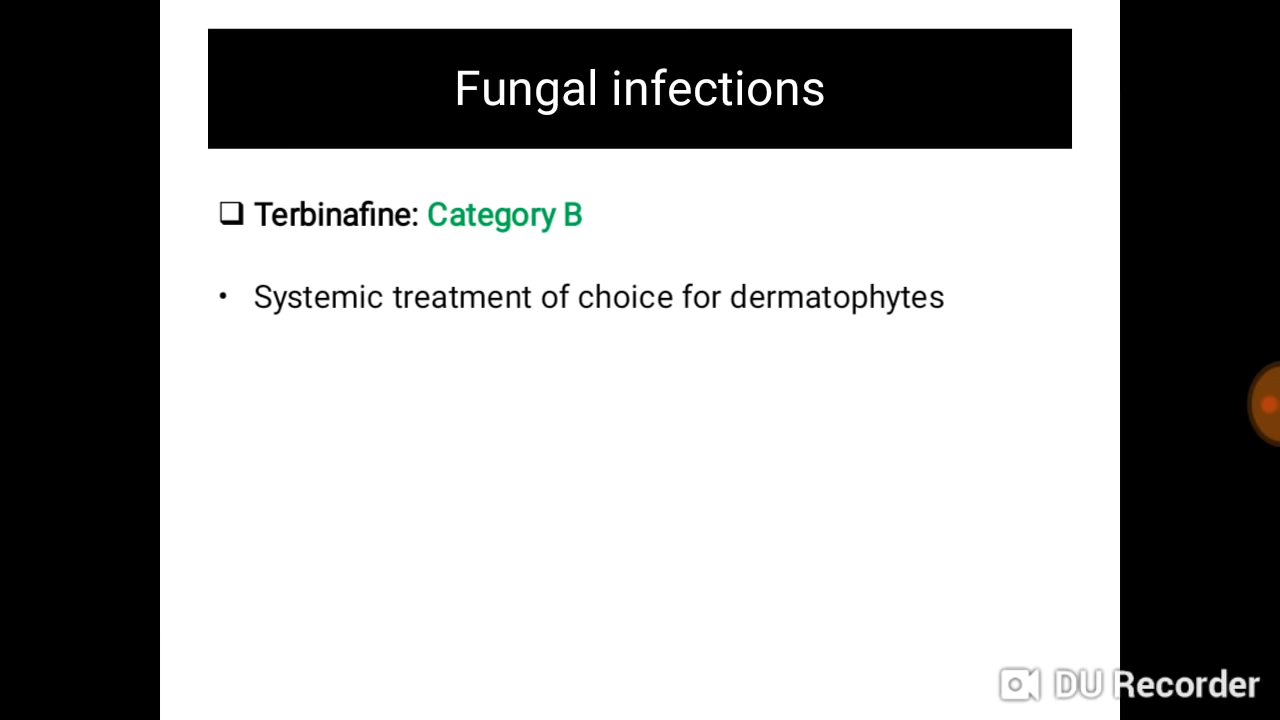 Fungal infections
❑ Terbinafine: Category B
• Systemic treatment of choice for dermatophytes
DU Recorder